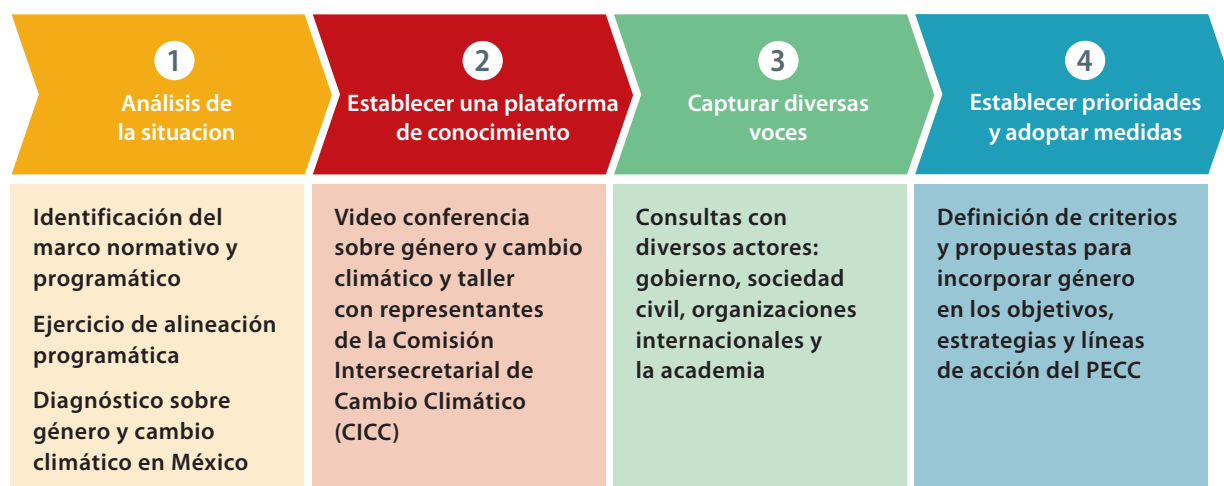 1
Análisis de
la situacion
Identificación del
marco normativo y
programático
Ejercicio de alineación
programática
Diagnóstico sobre
género y cambio
climático en México
2
Establecer una plataforma
de conocimiento
Video conferencia
sobre género y cambio
climático y taller
con representantes
de la Comisión
Intersecretarial de
Cambio Climático
(CICC)
3
Capturar diversas
voces
Consultas con
diversos actores:
gobierno, sociedad
civil, organizaciones
internacionales y
la academia
4
Establecer prioridades
y adoptar medidas
Definición de criterios
y propuestas para
incorporar género
en los objetivos,
estrategias y líneas
de acción del PECC